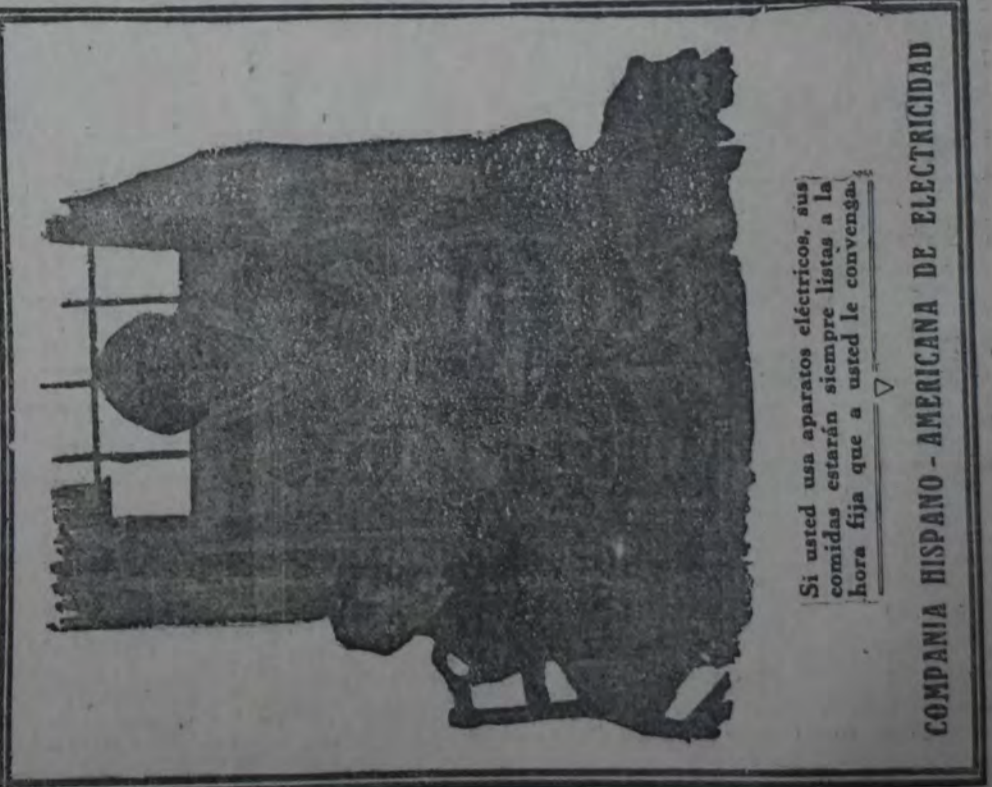 Si usted usa aparatos eléctricos, sus
comidas estarán siempre listas a la
hora fija que a usted le convenga.
COMPAÑIA HISPANO - AMERICANA DE ELECTRICIDAD